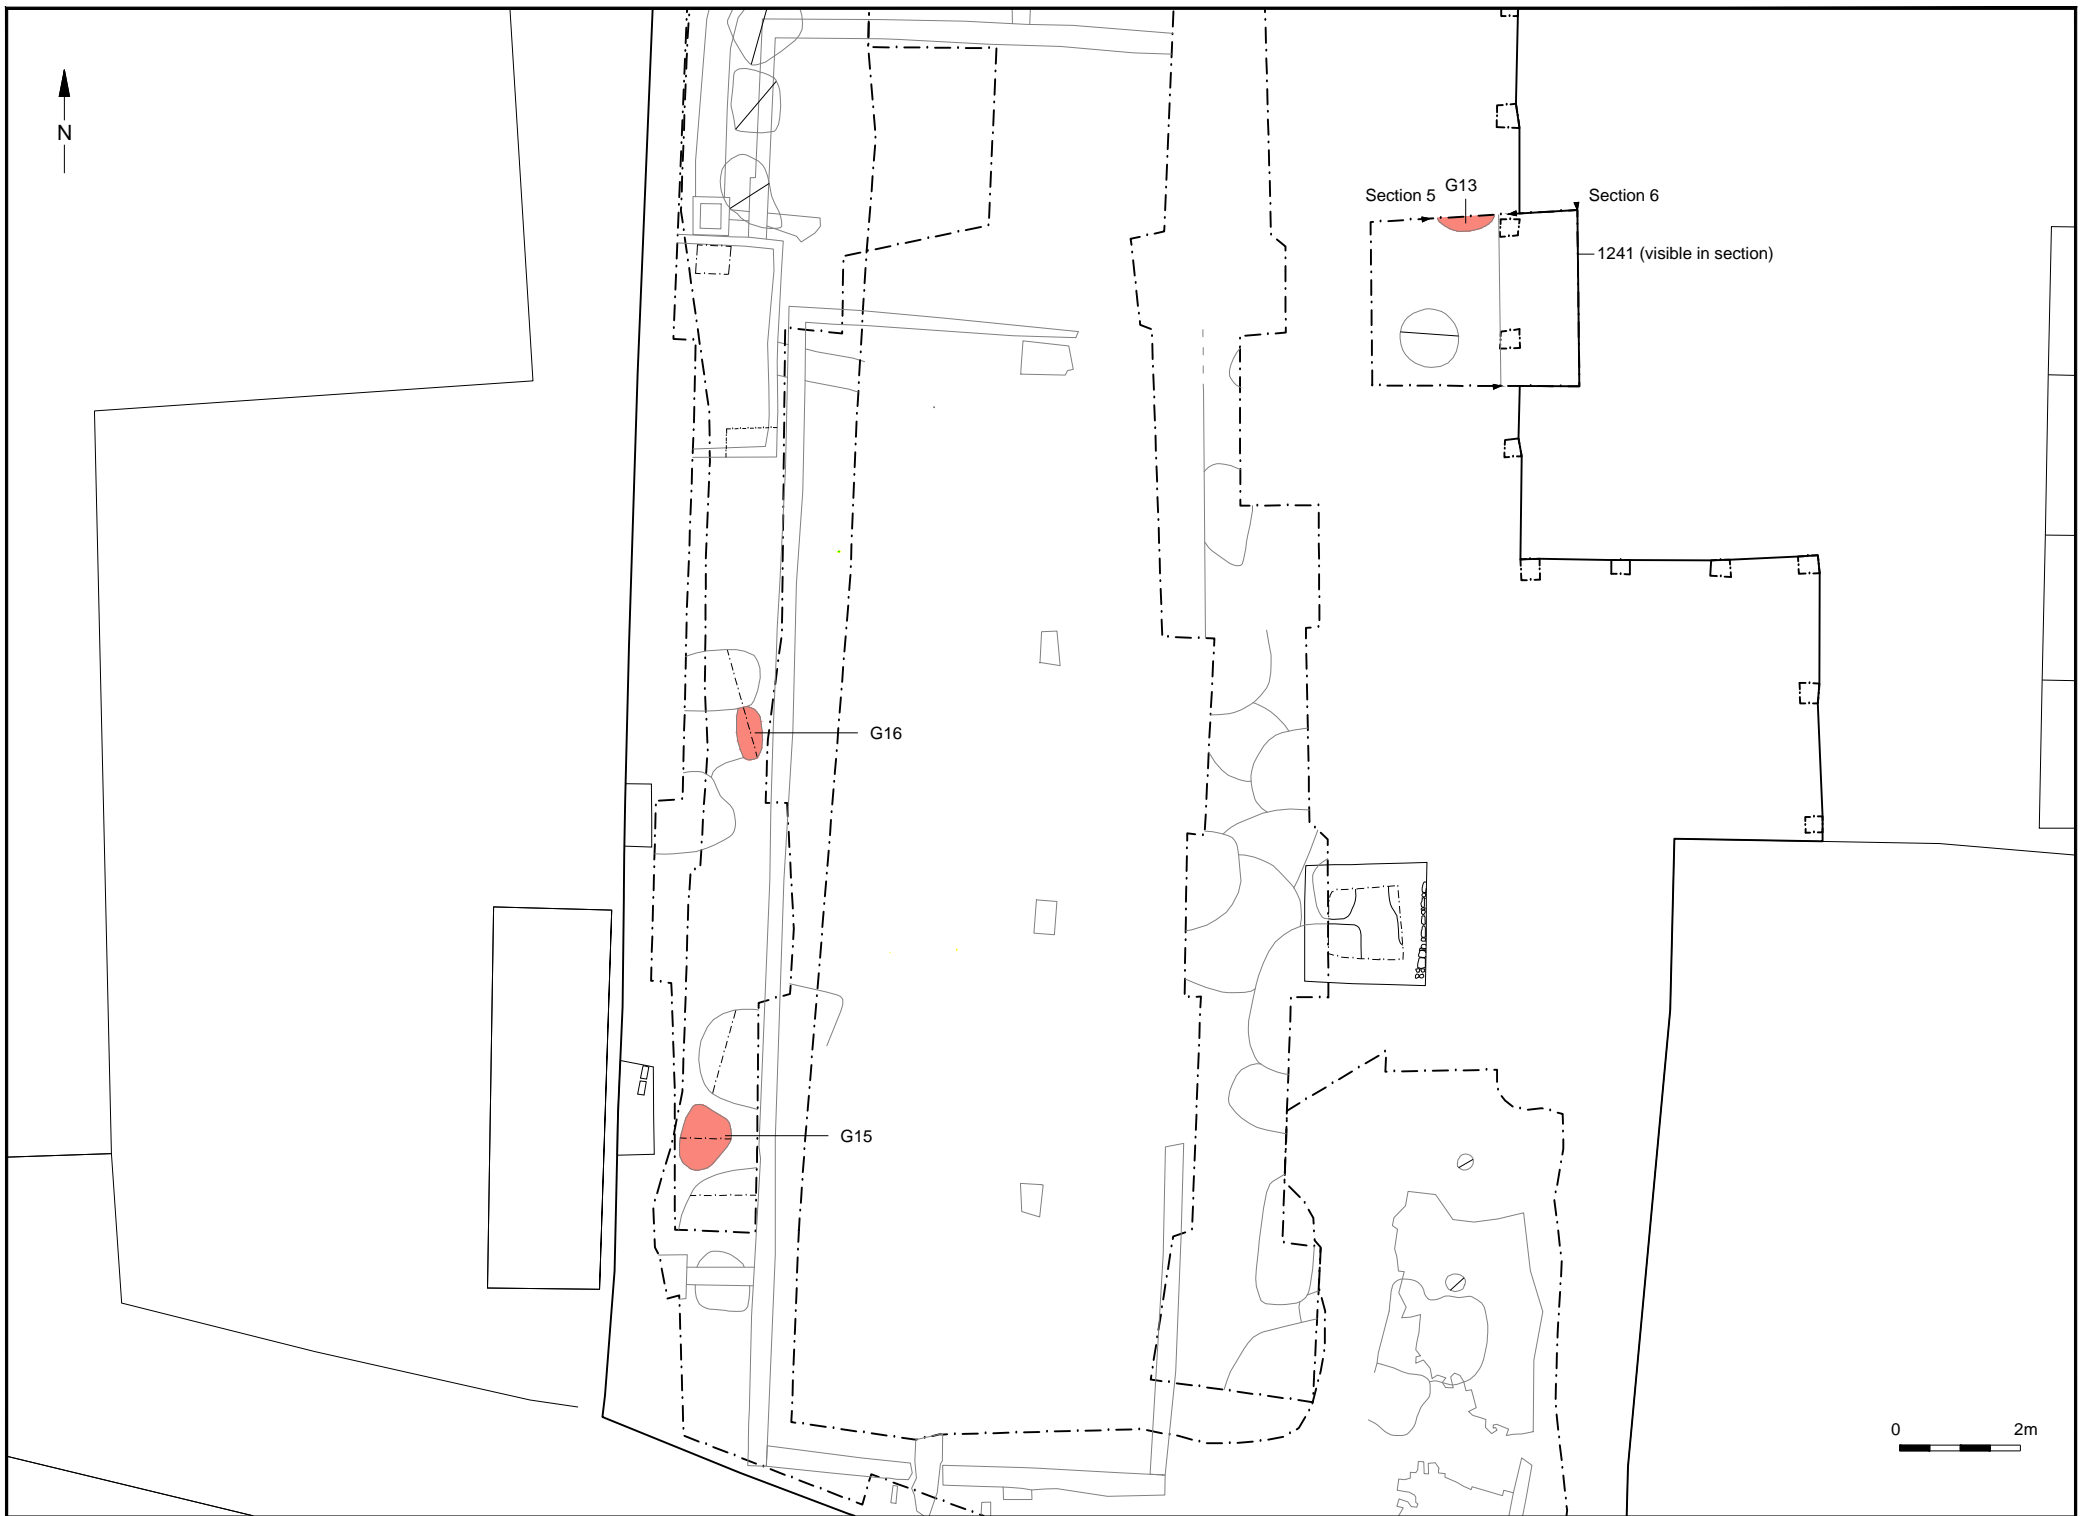 N
Section 5
G13
Section 6
1241 (visible in section)
G16
G15
0
2m